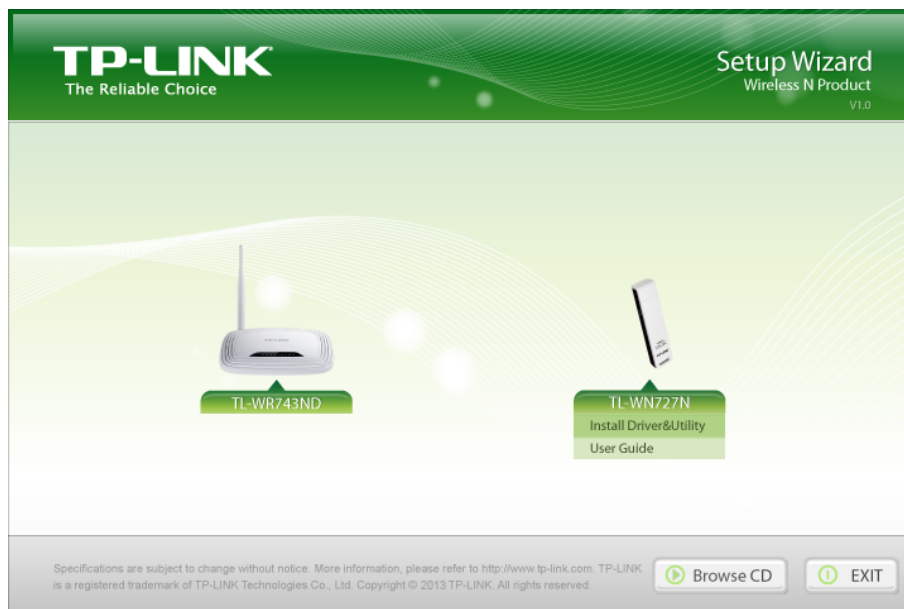 TP-LINK
The Reliable Choice
Setup Wizard
Wireless N Product
V1.0
TP-LINK
TL-WR743ND
TL-WN727N
Install Driver&Utility
User Guide
Specifications are subject to change without notice. More information, please refer to http://www.tp-link.com. TP-LINK
is a registered trademark of TP-LINK Technologies Co., Ltd. Copyright © 2013 TP-LINK. All rights reserved.
Browse CD
EXIT